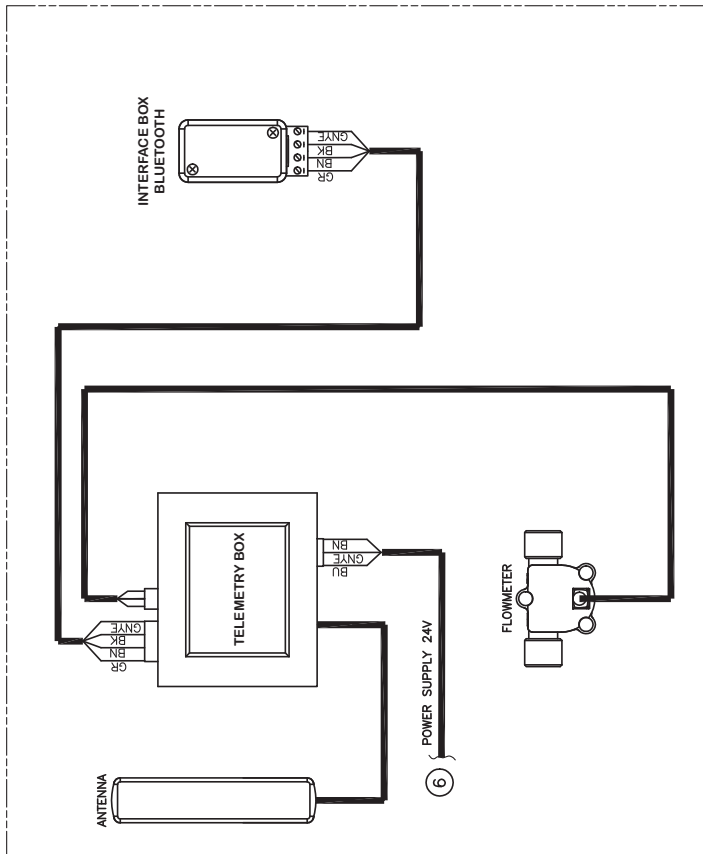 INTERFACE BOX
BLUETOOTH
GNYE
BK
BN
GR
TELEMETRY BOX
GNYE
BK
BN
GR
BN
GNYE
BU
FLOWMETER
POWER SUPPLY 24V
6
ANTENNA